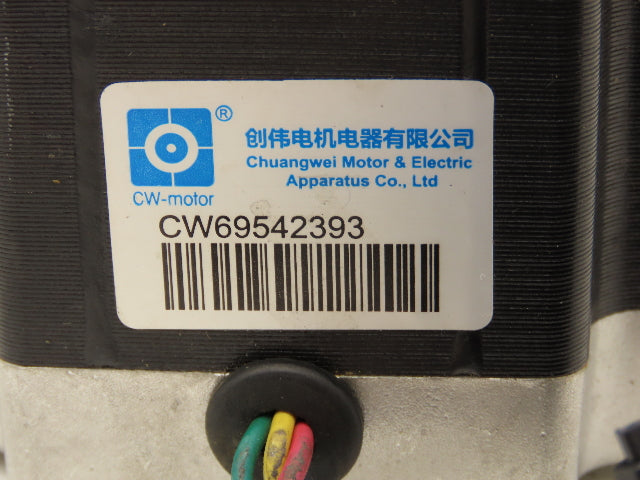 ®
创伟电机电器有限公司
Chuangwei Motor & Electric
Apparatus Co., Ltd
CW-motor
CW69542393